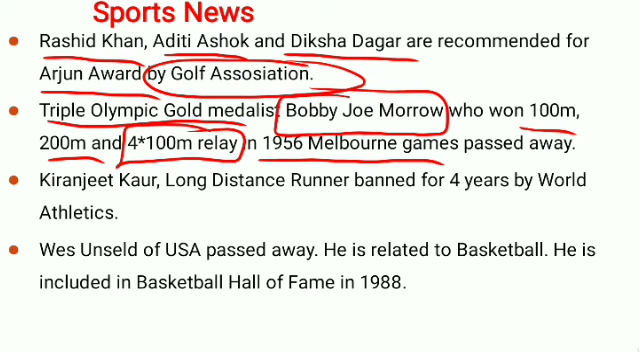 Sports News
Rashid Khan, Aditi Ashok and Diksha Dagar are recommended for
Arjun Award by Golf Assosiation.
Triple Olympic Gold medalist Bobby Joe Morrow who won 100m,
200m and 4*100m relay in 1956 Melbourne games passed away.
Kiranjeet Kaur, Long Distance Runner banned for 4 years by World
Athletics.
Wes Unseld of USA passed away. He is related to Basketball. He is
included in Basketball Hall of Fame in 1988.